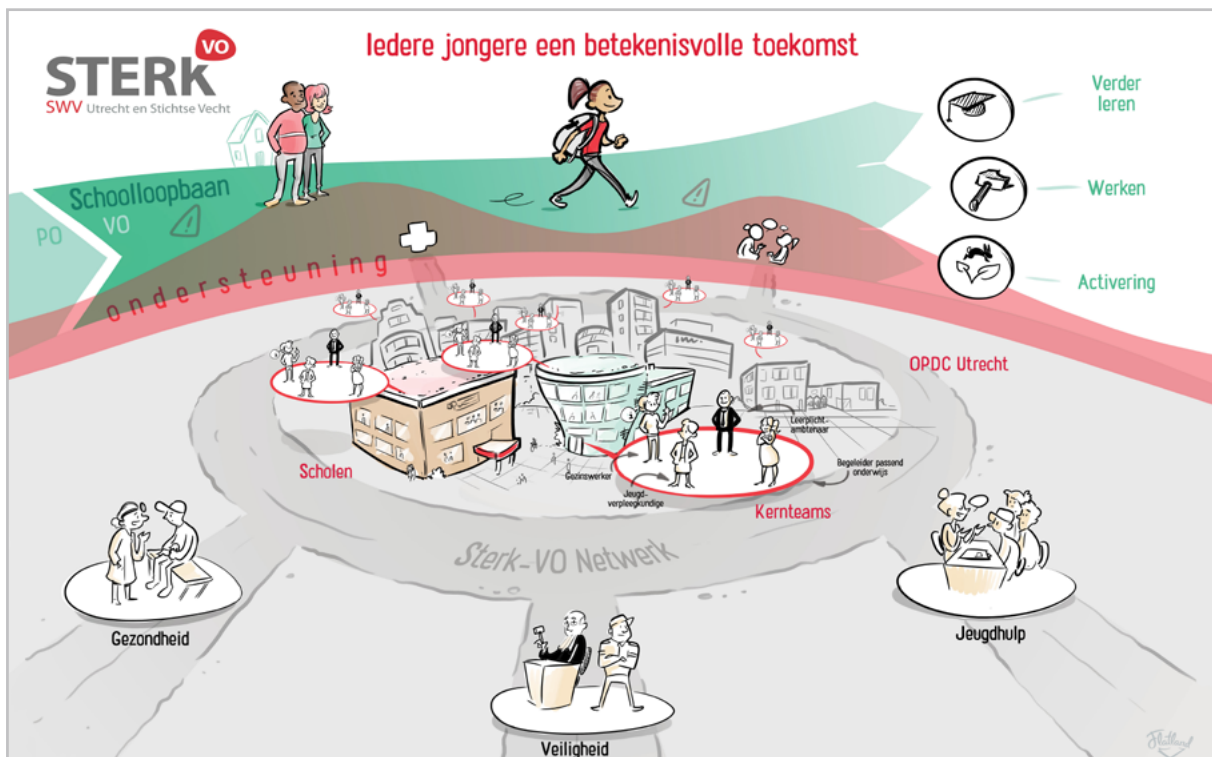 STERK VO
SWV Utrecht en Stichtse Vecht
Iedere jongere een betekenisvolle toekomst
Verder
leren
Schoolloopbaan
PO
VO
Werken
Activering
ondersteuning
OPDC Utrecht
Leerplicht-
ambtenaar
Scholen
Gezinswerker
Begeleider passend
onderwijs
Jeugd-
verpleegkundige
Kernteams
Sterk-VO Netwerk
Gezondheid
Jeugdhulp
Veiligheid
Flatland